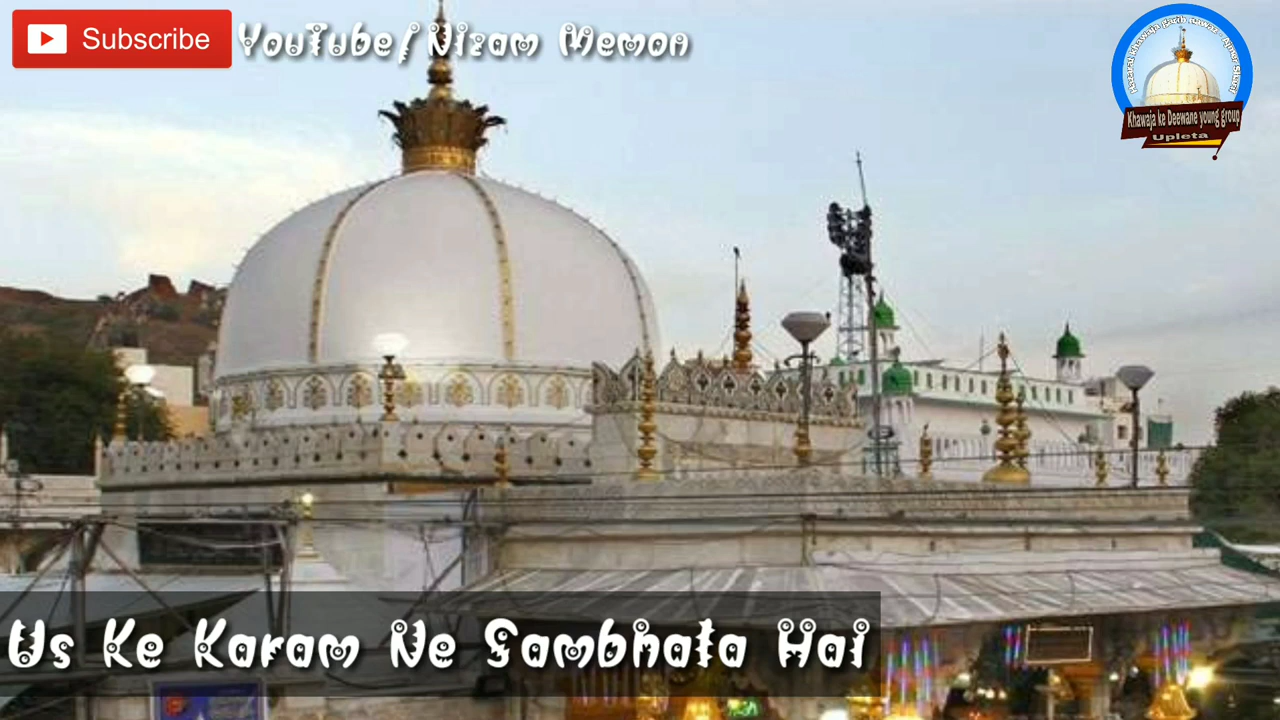 Subscribe
YouTube/Nizam Memon
Khawaja ke Deewane young group
Upleta
Us Ke Karam Ne Sambhala Hai